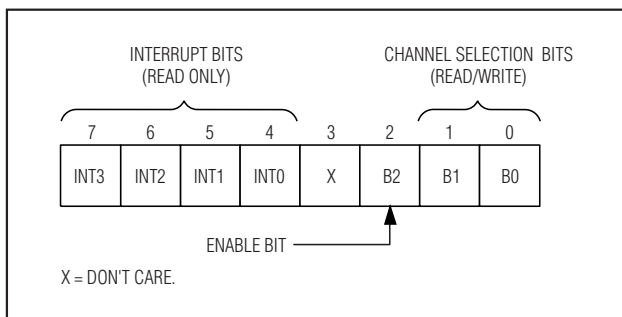 INTERRUPT BITS
(READ ONLY)
CHANNEL SELECTION BITS
(READ/WRITE)
7 6 5 4 3 2 1 0
INT3 INT2 INT1 INT0 X B2 B1 B0
ENABLE BIT
X = DON'T CARE.